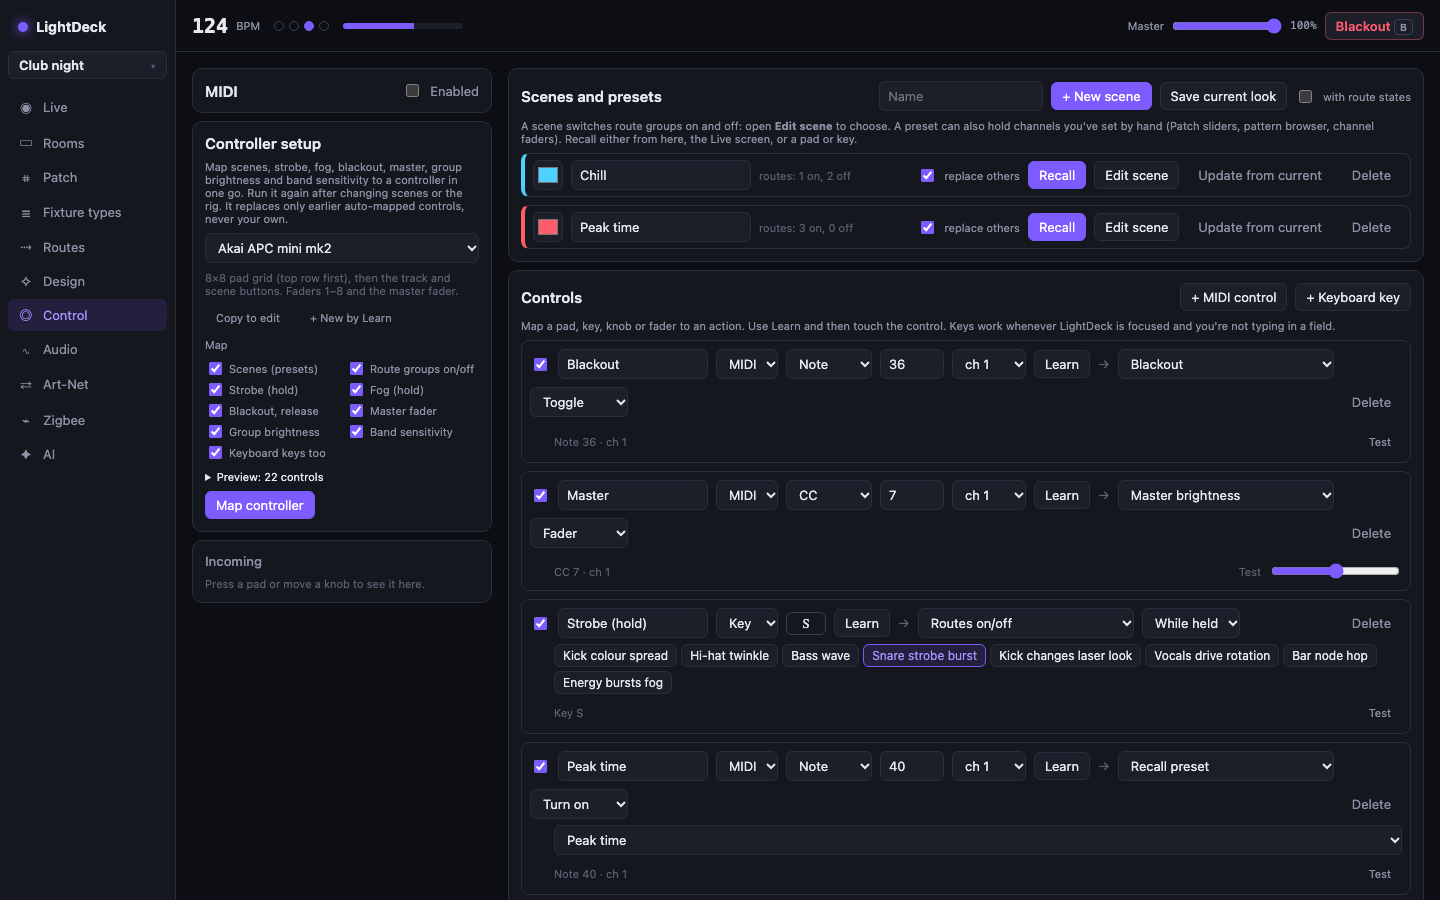 LightDeck
Club night
Live
Rooms
Patch
Fixture types
Routes
Design
Control
Audio
Art-Net
Zigbee
AI
124 BPM
Master 100% Blackout B
MIDI Enabled
Controller setup
Map scenes, strobe, fog, blackout, master, group
brightness and band sensitivity to a controller in
one go. Run it again after changing scenes or the
rig. It replaces only earlier auto-mapped controls,
never your own.
Akai APC mini mk2
8×8 pad grid (top row first), then the track and
scene buttons. Faders 1–8 and the master fader.
Copy to edit + New by Learn
Map
Scenes (presets) Route groups on/off
Strobe (hold) Fog (hold)
Blackout, release Master fader
Group brightness Band sensitivity
Keyboard keys too
Preview: 22 controls
Map controller
Incoming
Press a pad or move a knob to see it here.
Scenes and presets Name + New scene Save current look with route states
A scene switches route groups on and off: open Edit scene to choose. A preset can also hold channels you've set by hand (Patch sliders, pattern browser, channel
faders). Recall either from here, the Live screen, or a pad or key.
Chill routes: 1 on, 2 off replace others Recall Edit scene Update from current Delete
Peak time routes: 3 on, 0 off replace others Recall Edit scene Update from current Delete
Controls + MIDI control + Keyboard key
Map a pad, key, knob or fader to an action. Use Learn and then touch the control. Keys work whenever LightDeck is focused and you're not typing in a field.
Blackout MIDI Note 36 ch 1 Learn → Blackout
Toggle Delete
Note 36 · ch 1 Test
Master MIDI CC 7 ch 1 Learn → Master brightness
Fader Delete
CC 7 · ch 1 Test
Strobe (hold) Key S Learn → Routes on/off While held Delete
Kick colour spread Hi-hat twinkle Bass wave Snare strobe burst Kick changes laser look Vocals drive rotation Bar node hop
Energy bursts fog
Key S Test
Peak time MIDI Note 40 ch 1 Learn → Recall preset
Turn on Delete
Peak time
Note 40 · ch 1 Test